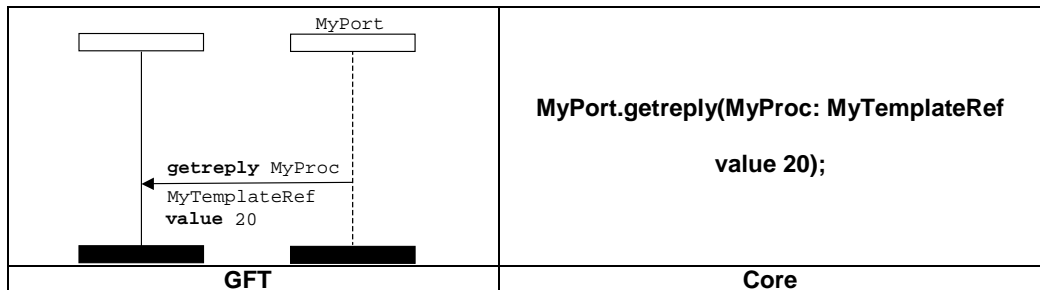 MyPort
getreply MyProc
MyTemplateRef
value 20
MyPort.getreply(MyProc: MyTemplateRef
value 20);
GFT
Core